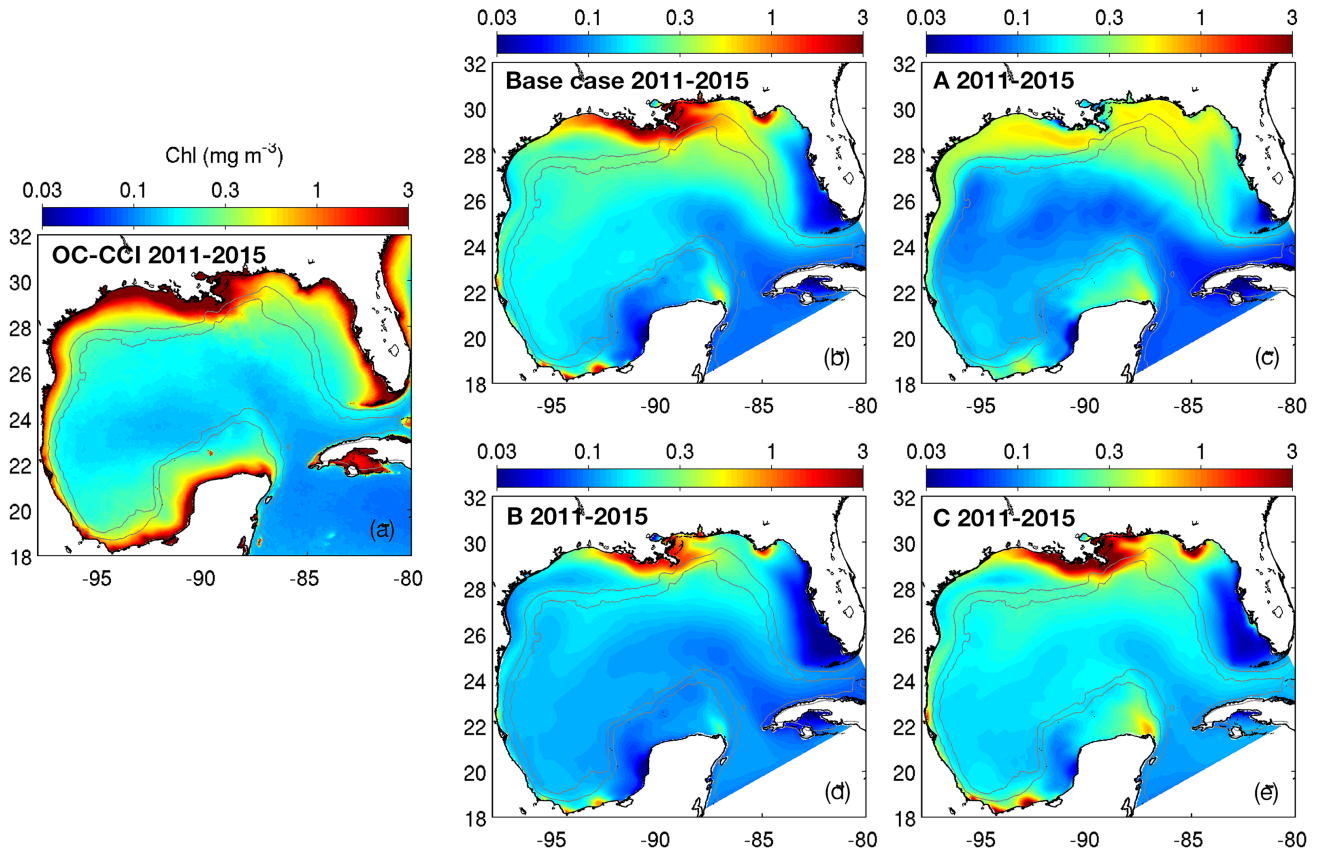 Chl (mg m-3)
0.03 0.1 0.3 1 3
32
30
28
26
24
22
20
18
OC-CCI 2011-2015
(a)
-95 -90 -85 -80
0.03 0.1 0.3 1 3
32
30
28
26
24
22
20
18
Base case 2011-2015
(b)
-95 -90 -85 -80
0.03 0.1 0.3 1 3
32
30
28
26
24
22
20
18
A 2011-2015
(c)
-95 -90 -85 -80
0.03 0.1 0.3 1 3
32
30
28
26
24
22
20
18
B 2011-2015
(d)
-95 -90 -85 -80
0.03 0.1 0.3 1 3
32
30
28
26
24
22
20
18
C 2011-2015
(e)
-95 -90 -85 -80